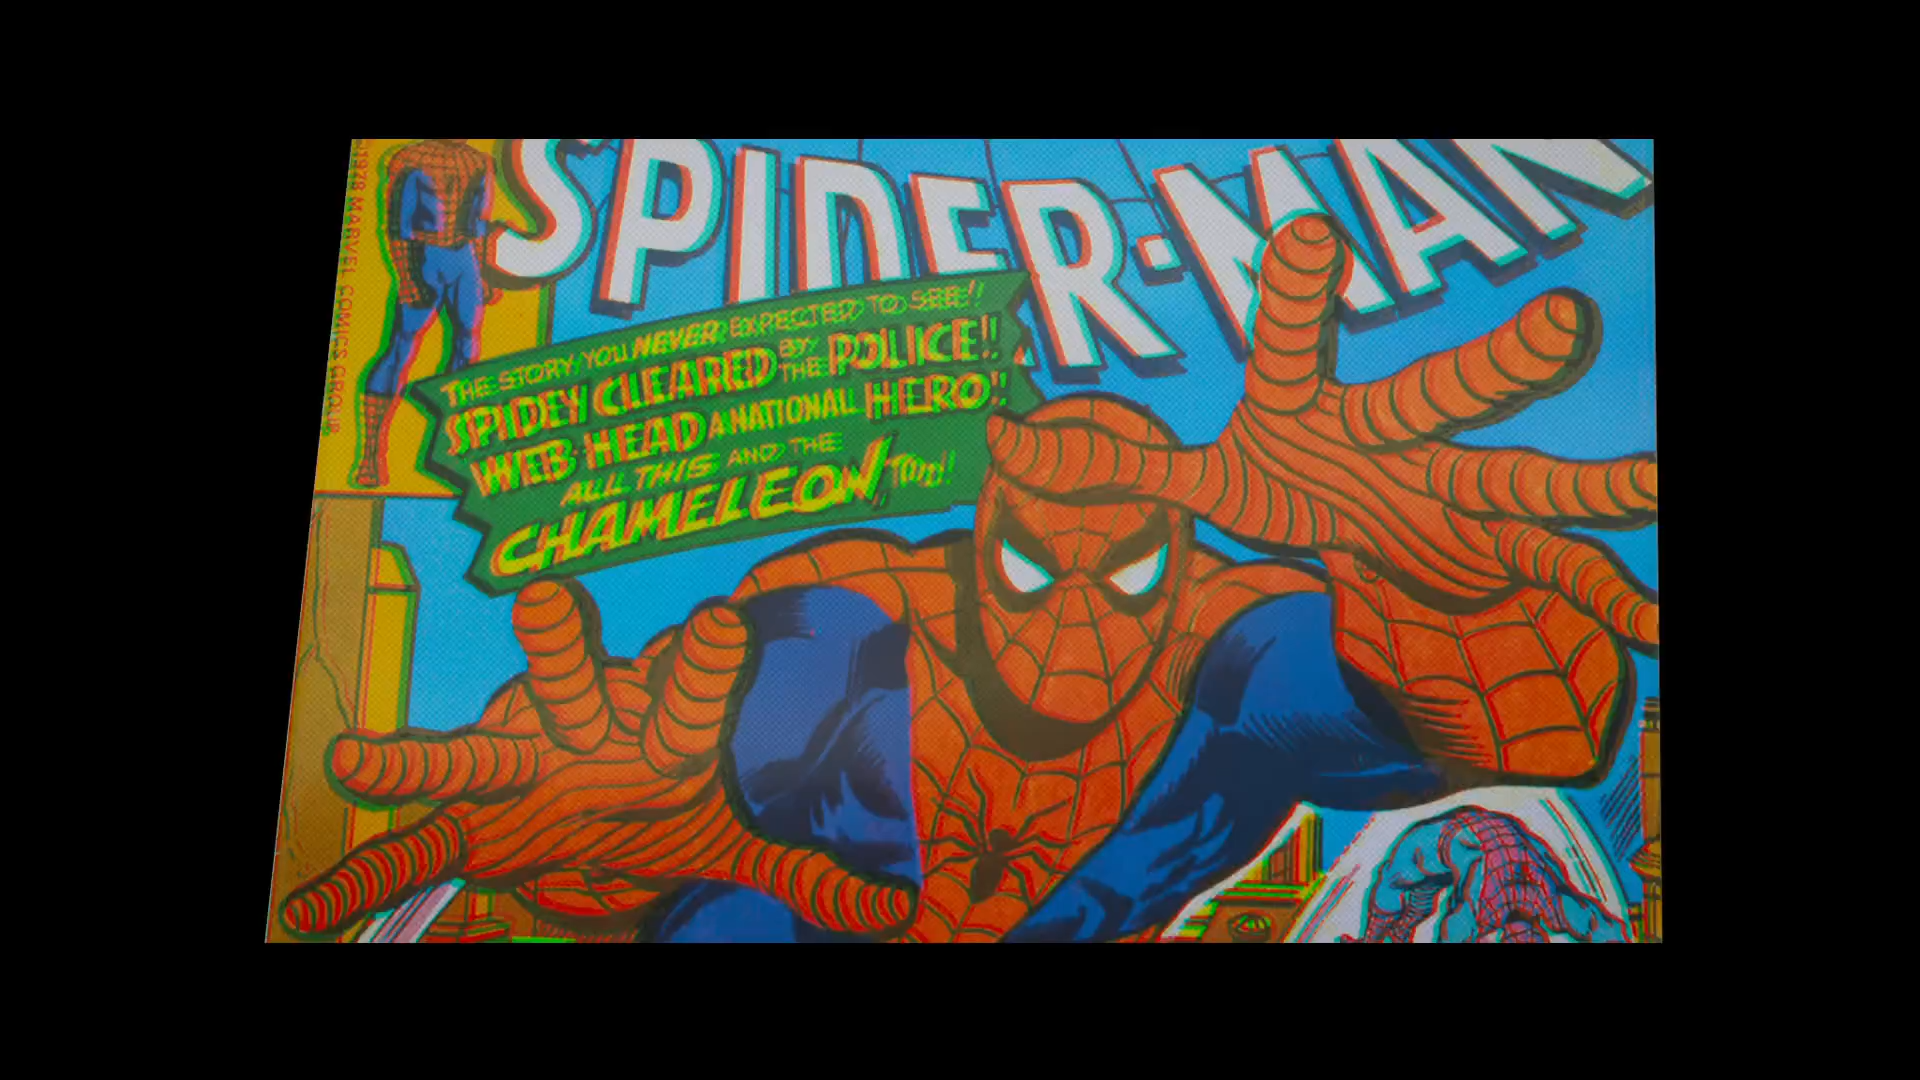 ©1978 MARVEL COMICS GROUP
SPIDER-MAN
THE STORY YOU NEVER EXPECTED TO SEE!!
SPIDEY CLEARED BY THE POLICE!!
WEB-HEAD A NATIONAL HERO!!
ALL THIS AND THE
CHAMELEON, TOO!!